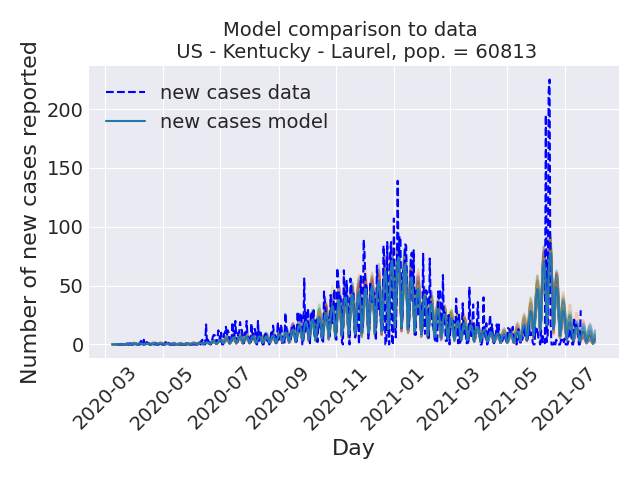 Model comparison to data
US - Kentucky - Laurel, pop. = 60813
Number of new cases reported
200
150
100
50
0
new cases data
new cases model
2020-03
2020-05
2020-07
2020-09
2020-11
2021-01
2021-03
2021-05
2021-07
Day